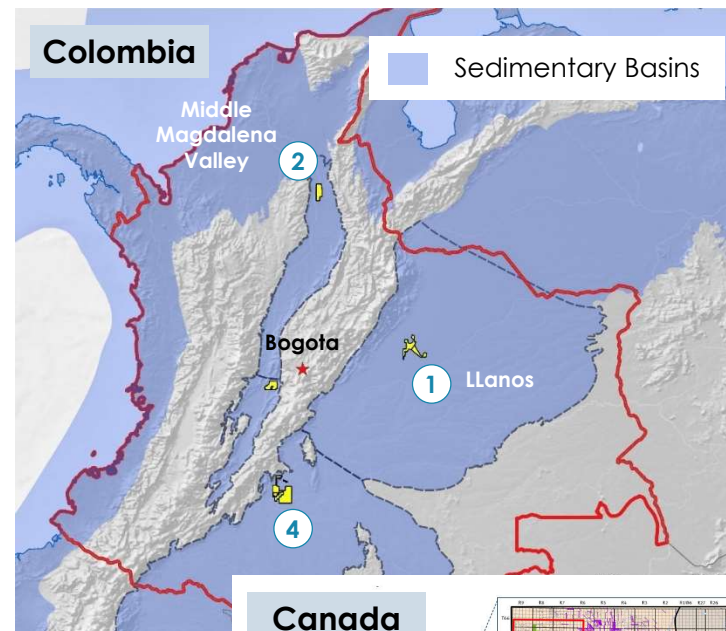 Colombia
Sedimentary Basins
Middle
Magdalena
Valley
2
Bogota
1
LLanos
4
Canada